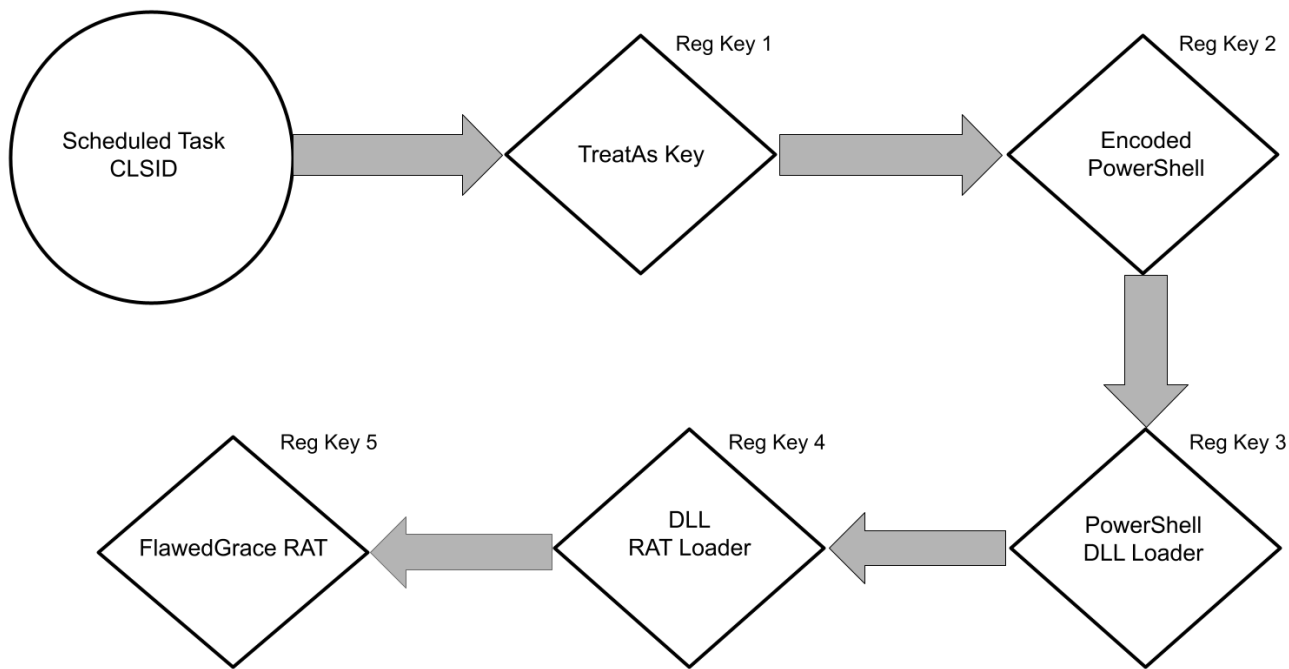 Scheduled Task
CLSID
Reg Key 1
TreatAs Key
Reg Key 2
Encoded
PowerShell
Reg Key 3
PowerShell
DLL Loader
Reg Key 4
DLL
RAT Loader
Reg Key 5
FlawedGrace RAT